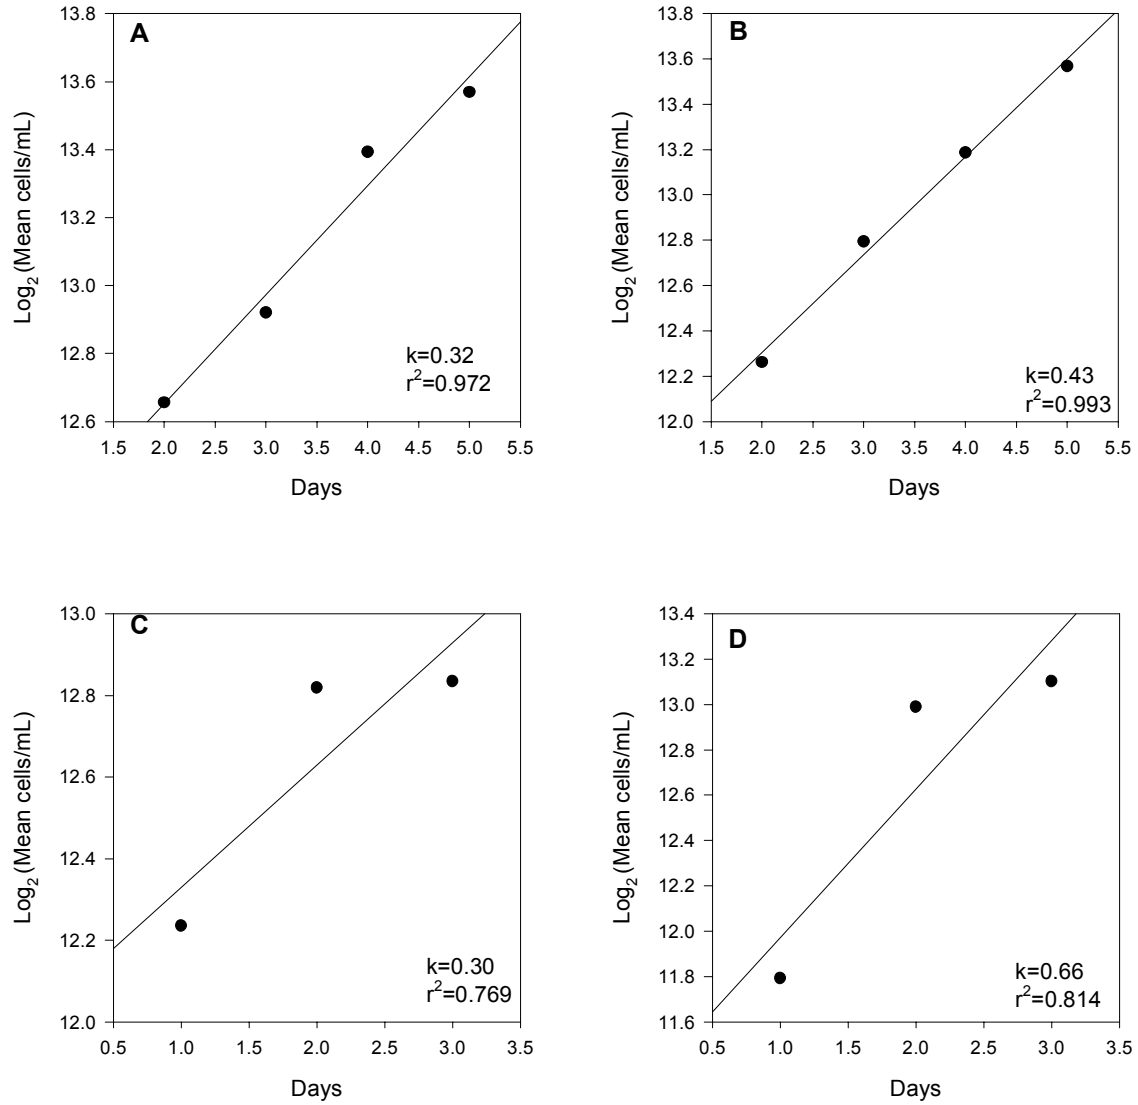 A
Log2 (Mean cells/mL)
13.8
13.6
13.4
13.2
13.0
12.8
12.6
k=0.32
r2=0.972
1.5 2.0 2.5 3.0 3.5 4.0 4.5 5.0 5.5
Days
B
Log2 (Mean cells/mL)
13.8
13.6
13.4
13.2
13.0
12.8
12.6
12.4
12.2
12.0
k=0.43
r2=0.993
1.5 2.0 2.5 3.0 3.5 4.0 4.5 5.0 5.5
Days
C
Log2 (Mean cells/mL)
13.0
12.8
12.6
12.4
12.2
12.0
k=0.30
r2=0.769
0.5 1.0 1.5 2.0 2.5 3.0 3.5
Days
D
Log2 (Mean cells/mL)
13.4
13.2
13.0
12.8
12.6
12.4
12.2
12.0
11.8
11.6
k=0.66
r2=0.814
0.5 1.0 1.5 2.0 2.5 3.0 3.5
Days